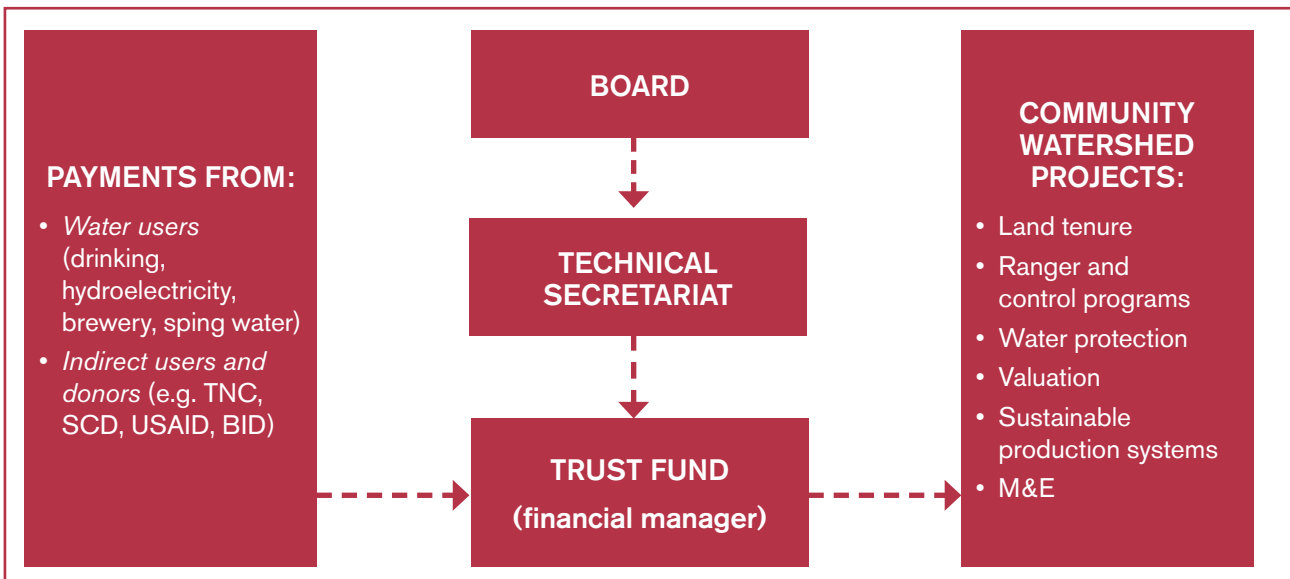 PAYMENTS FROM:
• Water users
(drinking,
hydroelectricity,
brewery, sping water)
• Indirect users and
donors (e.g. TNC,
SCD, USAID, BID)
BOARD
TECHNICAL
SECRETARIAT
TRUST FUND
(financial manager)
COMMUNITY
WATERSHED
PROJECTS:
• Land tenure
• Ranger and
control programs
• Water protection
• Valuation
• Sustainable
production systems
• M&E